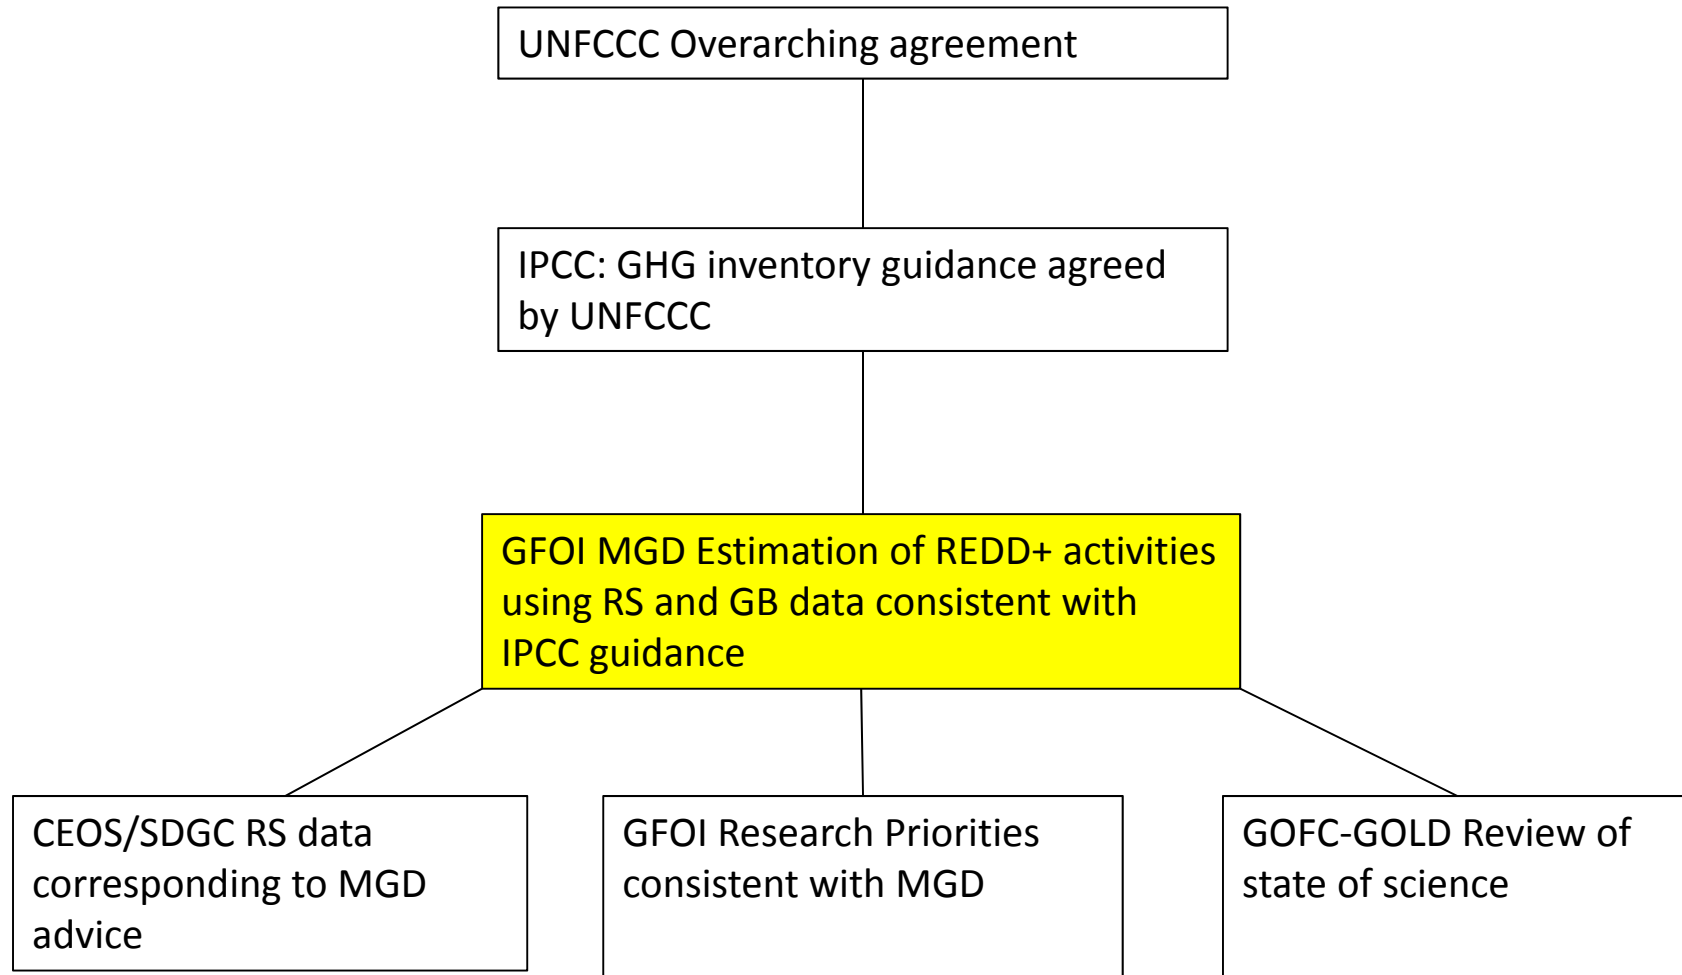 UNFCCC Overarching agreement
IPCC: GHG inventory guidance agreed
by UNFCCC
GFOI MGD Estimation of REDD+ activities
using RS and GB data consistent with
IPCC guidance
CEOS/SDGC RS data
corresponding to MGD
advice
GFOI Research Priorities
consistent with MGD
GOFC-GOLD Review of
state of science